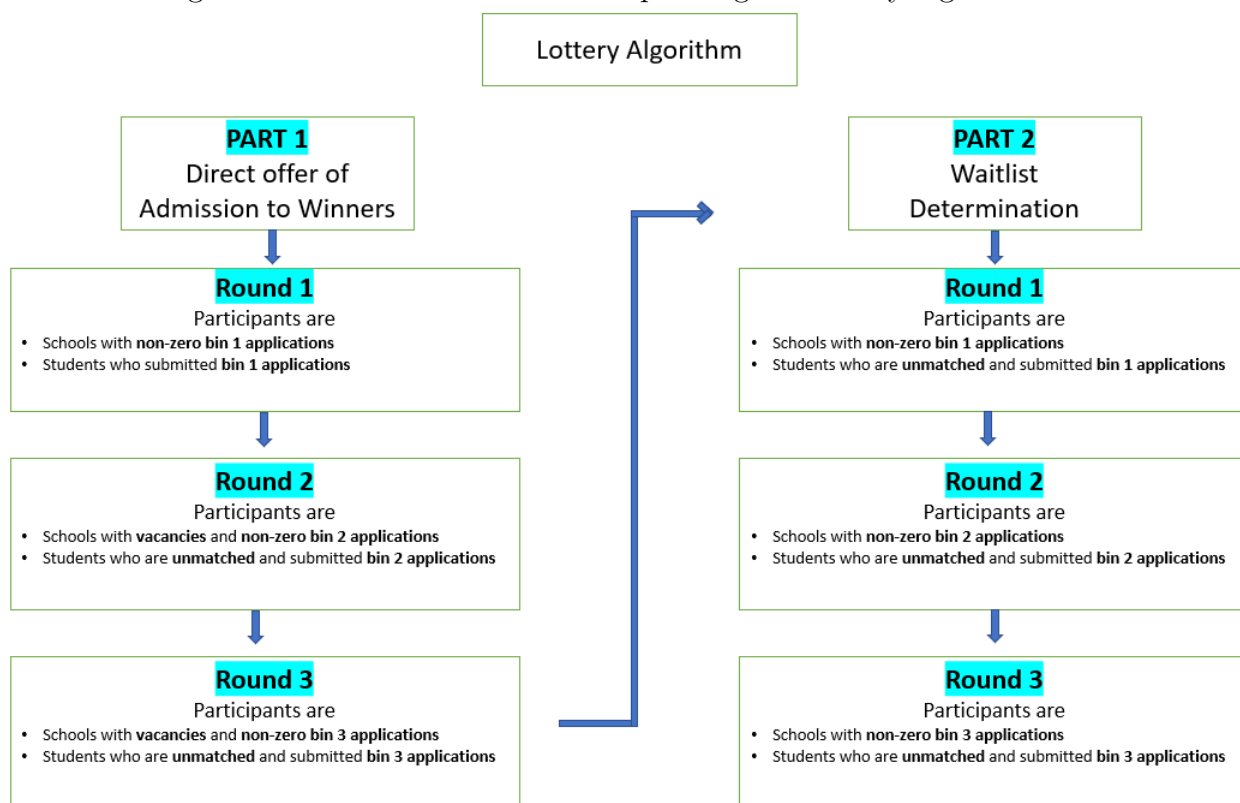 Lottery Algorithm
PART 1
Direct offer of
Admission to Winners
Round 1
Participants are
• Schools with non-zero bin 1 applications
• Students who submitted bin 1 applications
Round 2
Participants are
• Schools with vacancies and non-zero bin 2 applications
• Students who are unmatched and submitted bin 2 applications
Round 3
Participants are
• Schools with vacancies and non-zero bin 3 applications
• Students who are unmatched and submitted bin 3 applications
PART 2
Waitlist
Determination
Round 1
Participants are
• Schools with non-zero bin 1 applications
• Students who are unmatched and submitted bin 1 applications
Round 2
Participants are
• Schools with non-zero bin 2 applications
• Students who are unmatched and submitted bin 2 applications
Round 3
Participants are
• Schools with non-zero bin 3 applications
• Students who are unmatched and submitted bin 3 applications